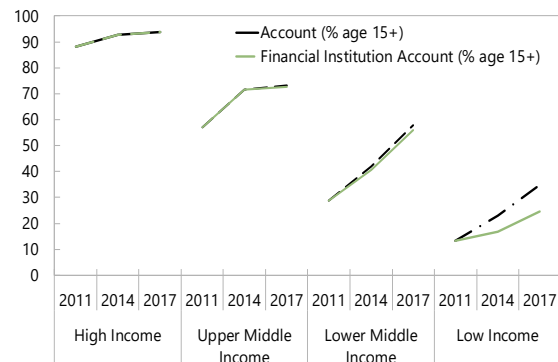 100
90
80
70
60
50
40
30
20
10
0
Account (% age 15+)
Financial Institution Account (% age 15+)
2011 2014 2017 2011 2014 2017 2011 2014 2017 2011 2014 2017
High Income Upper Middle Income Lower Middle Income Low Income